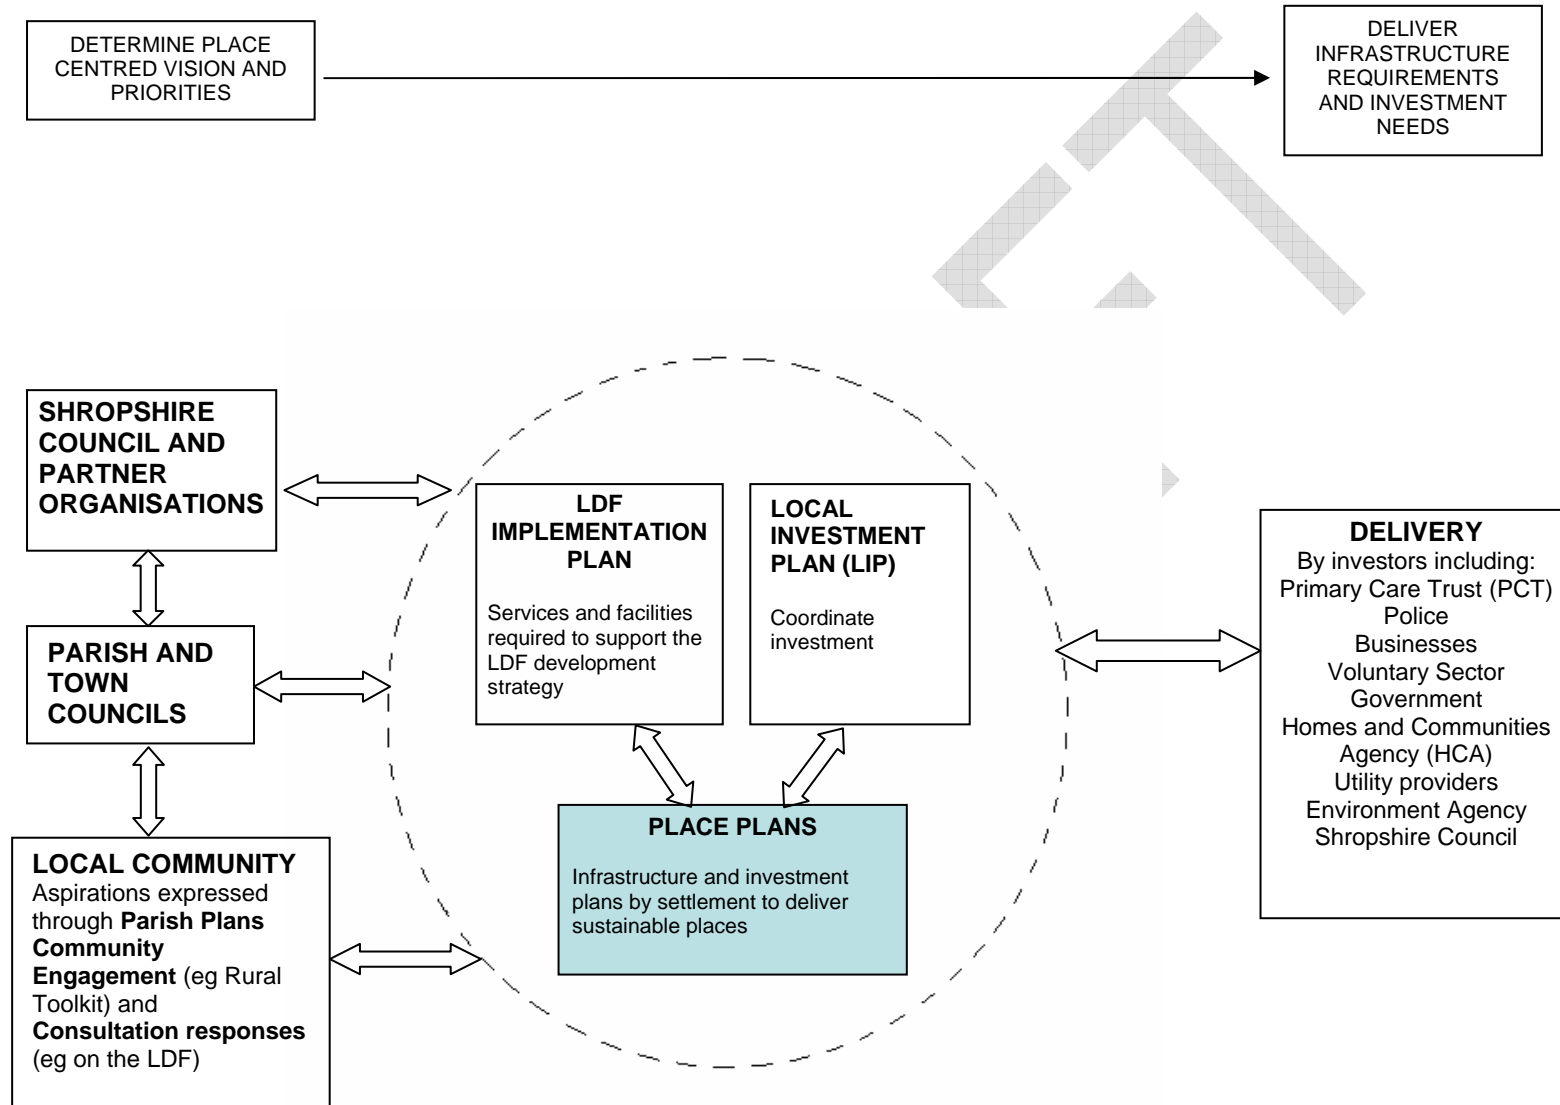 DETERMINE PLACE
CENTRED VISION AND
PRIORITIES
DELIVER
INFRASTRUCTURE
REQUIREMENTS
AND INVESTMENT
NEEDS
SHROPSHIRE
COUNCIL AND
PARTNER
ORGANISATIONS
PARISH AND
TOWN
COUNCILS
LOCAL COMMUNITY
Aspirations expressed
through Parish Plans
Community
Engagement (eg Rural
Toolkit) and
Consultation responses
(eg on the LDF)
LDF
IMPLEMENTATION
PLAN
Services and facilities
required to support the
LDF development
strategy
LOCAL
INVESTMENT
PLAN (LIP)
Coordinate
investment
PLACE PLANS
Infrastructure and investment
plans by settlement to deliver
sustainable places
DELIVERY
By investors including:
Primary Care Trust (PCT)
Police
Businesses
Voluntary Sector
Government
Homes and Communities
Agency (HCA)
Utility providers
Environment Agency
Shropshire Council